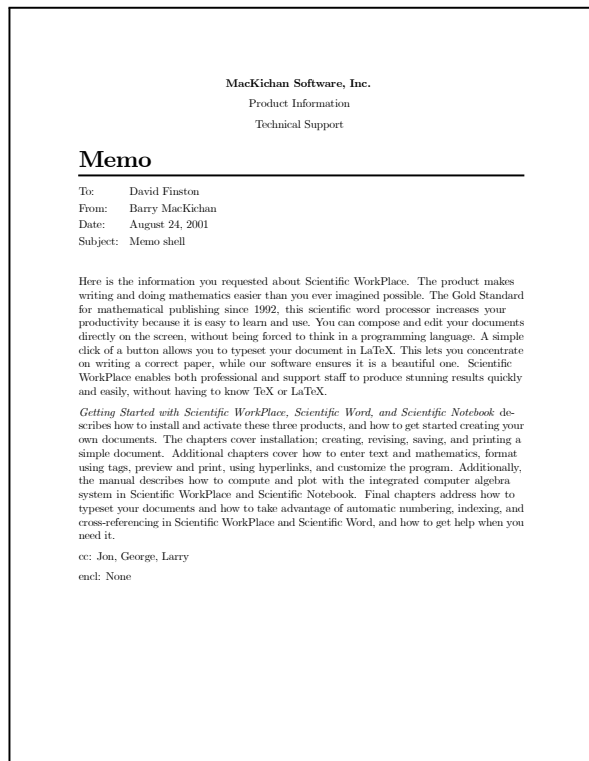 MacKichan Software, Inc.
Product Information
Technical Support
Memo
To: David Finston
From: Barry MacKichan
Date: August 24, 2001
Subject: Memo shell
Here is the information you requested about Scientific WorkPlace. The product makes
writing and doing mathematics easier than you ever imagined possible. The Gold Standard
for mathematical publishing since 1992, this scientific word processor increases your
productivity because it is easy to learn and use. You can compose and edit your documents
directly on the screen, without being forced to think in a programming language. A simple
click of a button allows you to typeset your document in LaTeX. This lets you concentrate
on writing a correct paper, while our software ensures it is a beautiful one. Scientific
WorkPlace enables both professional and support staff to produce stunning results quickly
and easily, without having to know TeX or LaTeX.
Getting Started with Scientific WorkPlace, Scientific Word, and Scientific Notebook de-
scribes how to install and activate these three products, and how to get started creating your
own documents. The chapters cover installation; creating, revising, saving, and printing a
simple document. Additional chapters cover how to enter text and mathematics, format
using tags, preview and print, using hyperlinks, and customize the program. Additionally,
the manual describes how to compute and plot with the integrated computer algebra
system in Scientific WorkPlace and Scientific Notebook. Final chapters address how to
typeset your documents and how to take advantage of automatic numbering, indexing, and
cross-referencing in Scientific WorkPlace and Scientific Word, and how to get help when you
need it.
cc: Jon, George, Larry
encl: None